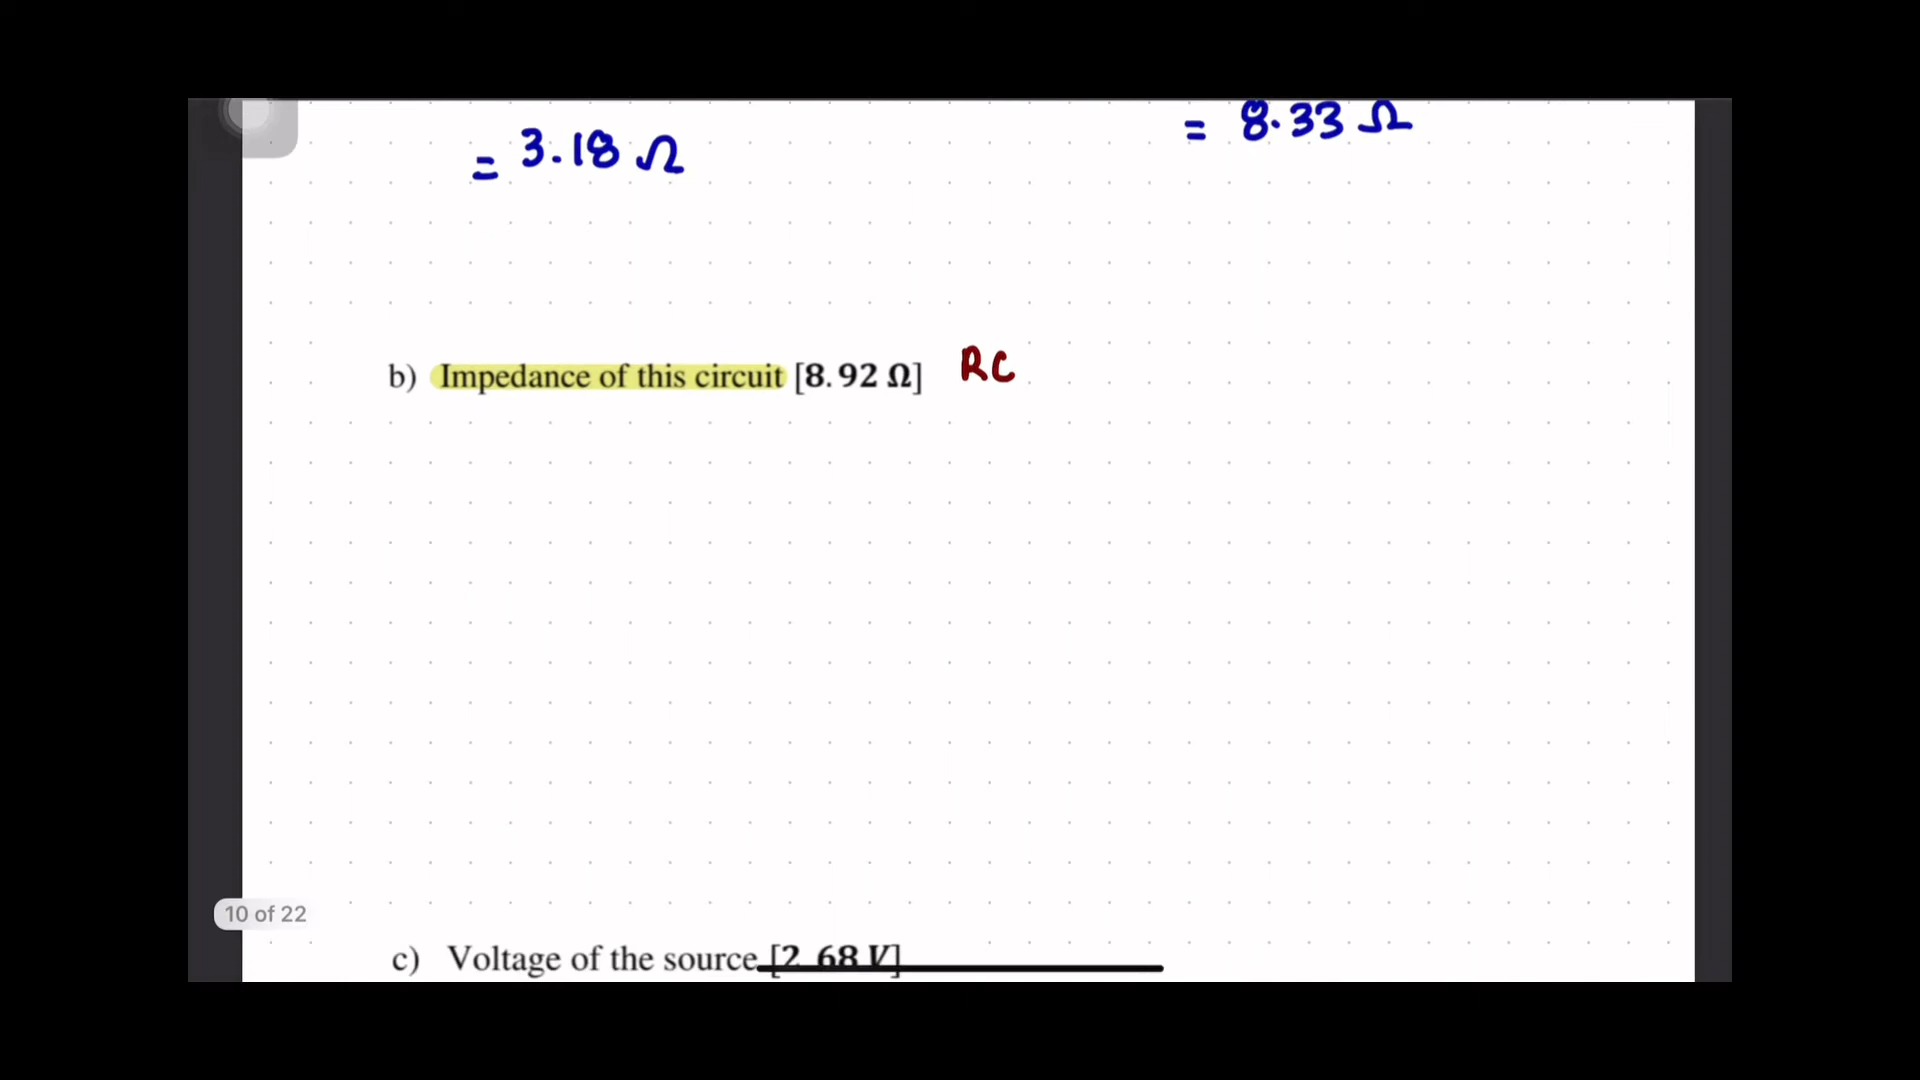 = 3.18 Ω
= 8.33 Ω
b) Impedance of this circuit [8.92 Ω] RC
10 of 22
c) Voltage of the source [2 68 V]